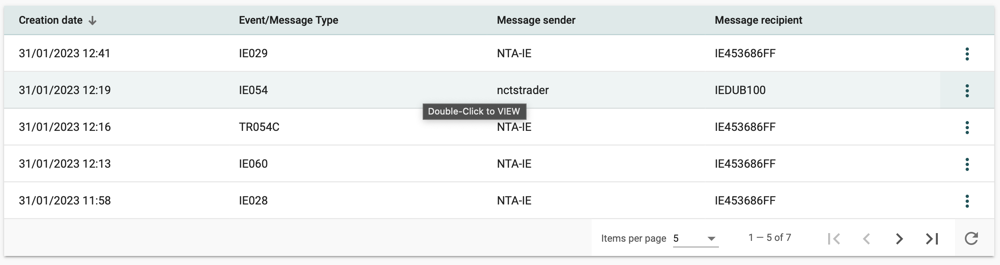 Creation date Event/Message Type Message sender Message recipient
31/01/2023 12:41 IE029 NTA-IE IE453686FF
31/01/2023 12:19 IE054 nctstrader IEDUB100
Double-Click to VIEW
31/01/2023 12:16 TR054C NTA-IE IE453686FF
31/01/2023 12:13 IE060 NTA-IE IE453686FF
31/01/2023 11:58 IE028 NTA-IE IE453686FF
Items per page 5 1 – 5 of 7